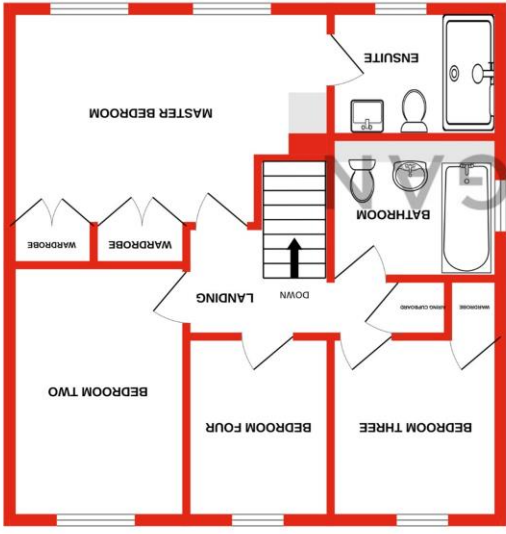 BEDROOM THREE
BEDROOM FOUR
BEDROOM TWO
WARDROBE
AIRING CUPBOARD
DOWN
LANDING
WARDROBE
WARDROBE
BATHROOM
MASTER BEDROOM
ENSUITE